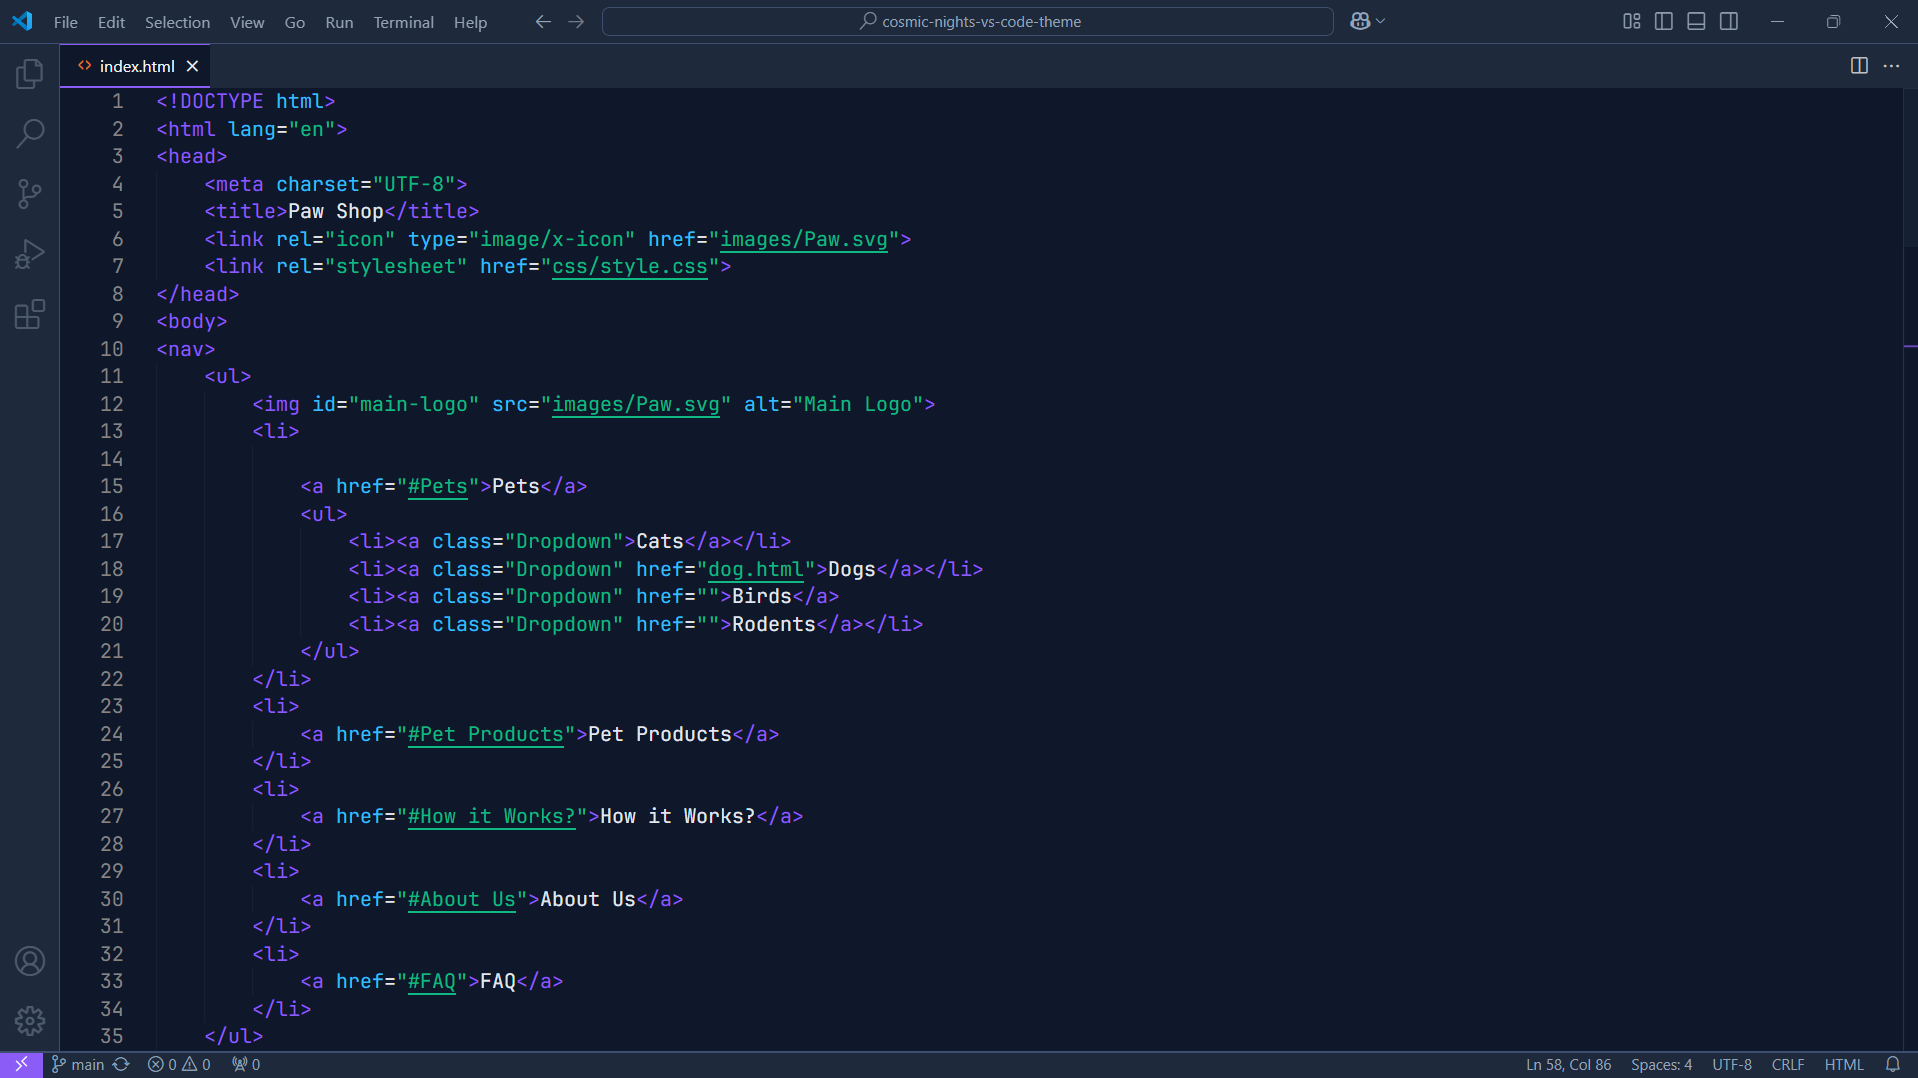 File Edit Selection View Go Run Terminal Help cosmic-nights-vs-code-theme
index.html
1 <!DOCTYPE html>
2 <html lang="en">
3 <head>
4     <meta charset="UTF-8">
5     <title>Paw Shop</title>
6     <link rel="icon" type="image/x-icon" href="images/Paw.svg">
7     <link rel="stylesheet" href="css/style.css">
8 </head>
9 <body>
10 <nav>
11     <ul>
12         <img id="main-logo" src="images/Paw.svg" alt="Main Logo">
13         <li>
14
15             <a href="#Pets">Pets</a>
16             <ul>
17                 <li><a class="Dropdown">Cats</a></li>
18                 <li><a class="Dropdown" href="dog.html">Dogs</a></li>
19                 <li><a class="Dropdown" href="">Birds</a>
20                 <li><a class="Dropdown" href="">Rodents</a></li>
21             </ul>
22         </li>
23         <li>
24             <a href="#Pet Products">Pet Products</a>
25         </li>
26         <li>
27             <a href="#How it Works?">How it Works?</a>
28         </li>
29         <li>
30             <a href="#About Us">About Us</a>
31         </li>
32         <li>
33             <a href="#FAQ">FAQ</a>
34         </li>
35     </ul>
main 0 0 0 Ln 58, Col 86 Spaces: 4 UTF-8 CRLF HTML